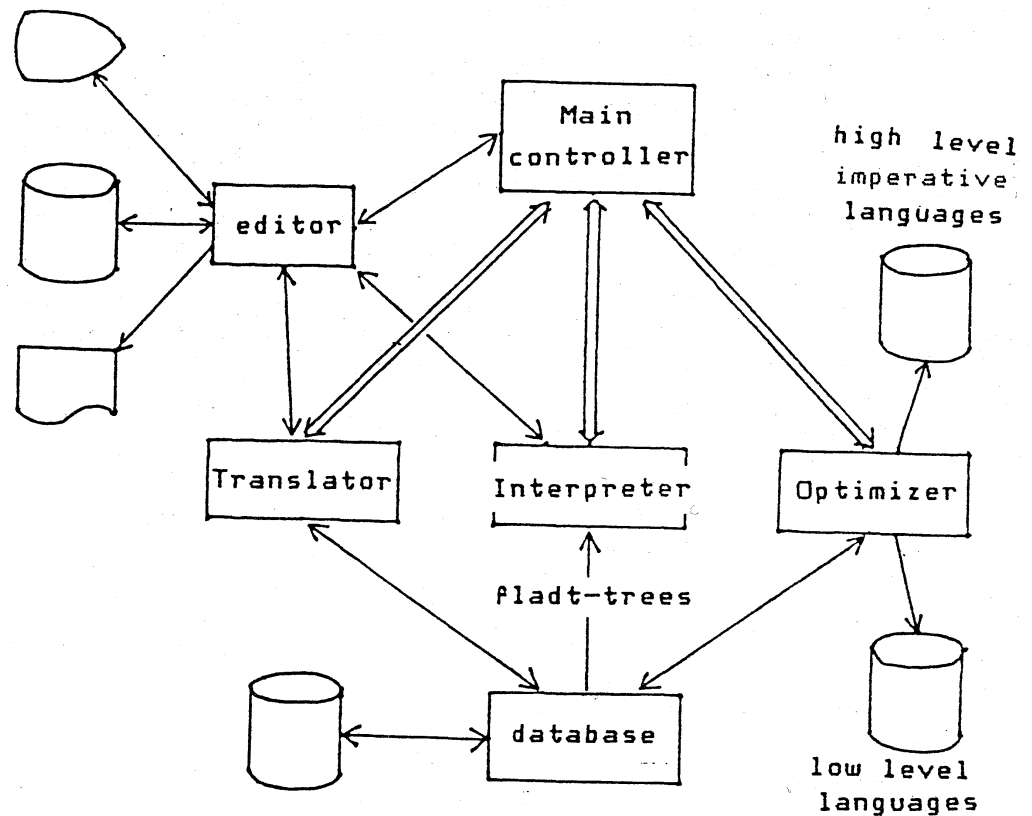 Main
controller
high level
imperative
languages
editor
Translator
Interpreter
Optimizer
fladt-trees
database
low level
languages